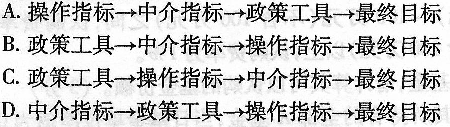 A. 操作指标→中介指标→政策工具→最终目标
B. 政策工具→中介指标→操作指标→最终目标
C. 政策工具→操作指标→中介指标→最终目标
D. 中介指标→政策工具→操作指标→最终目标